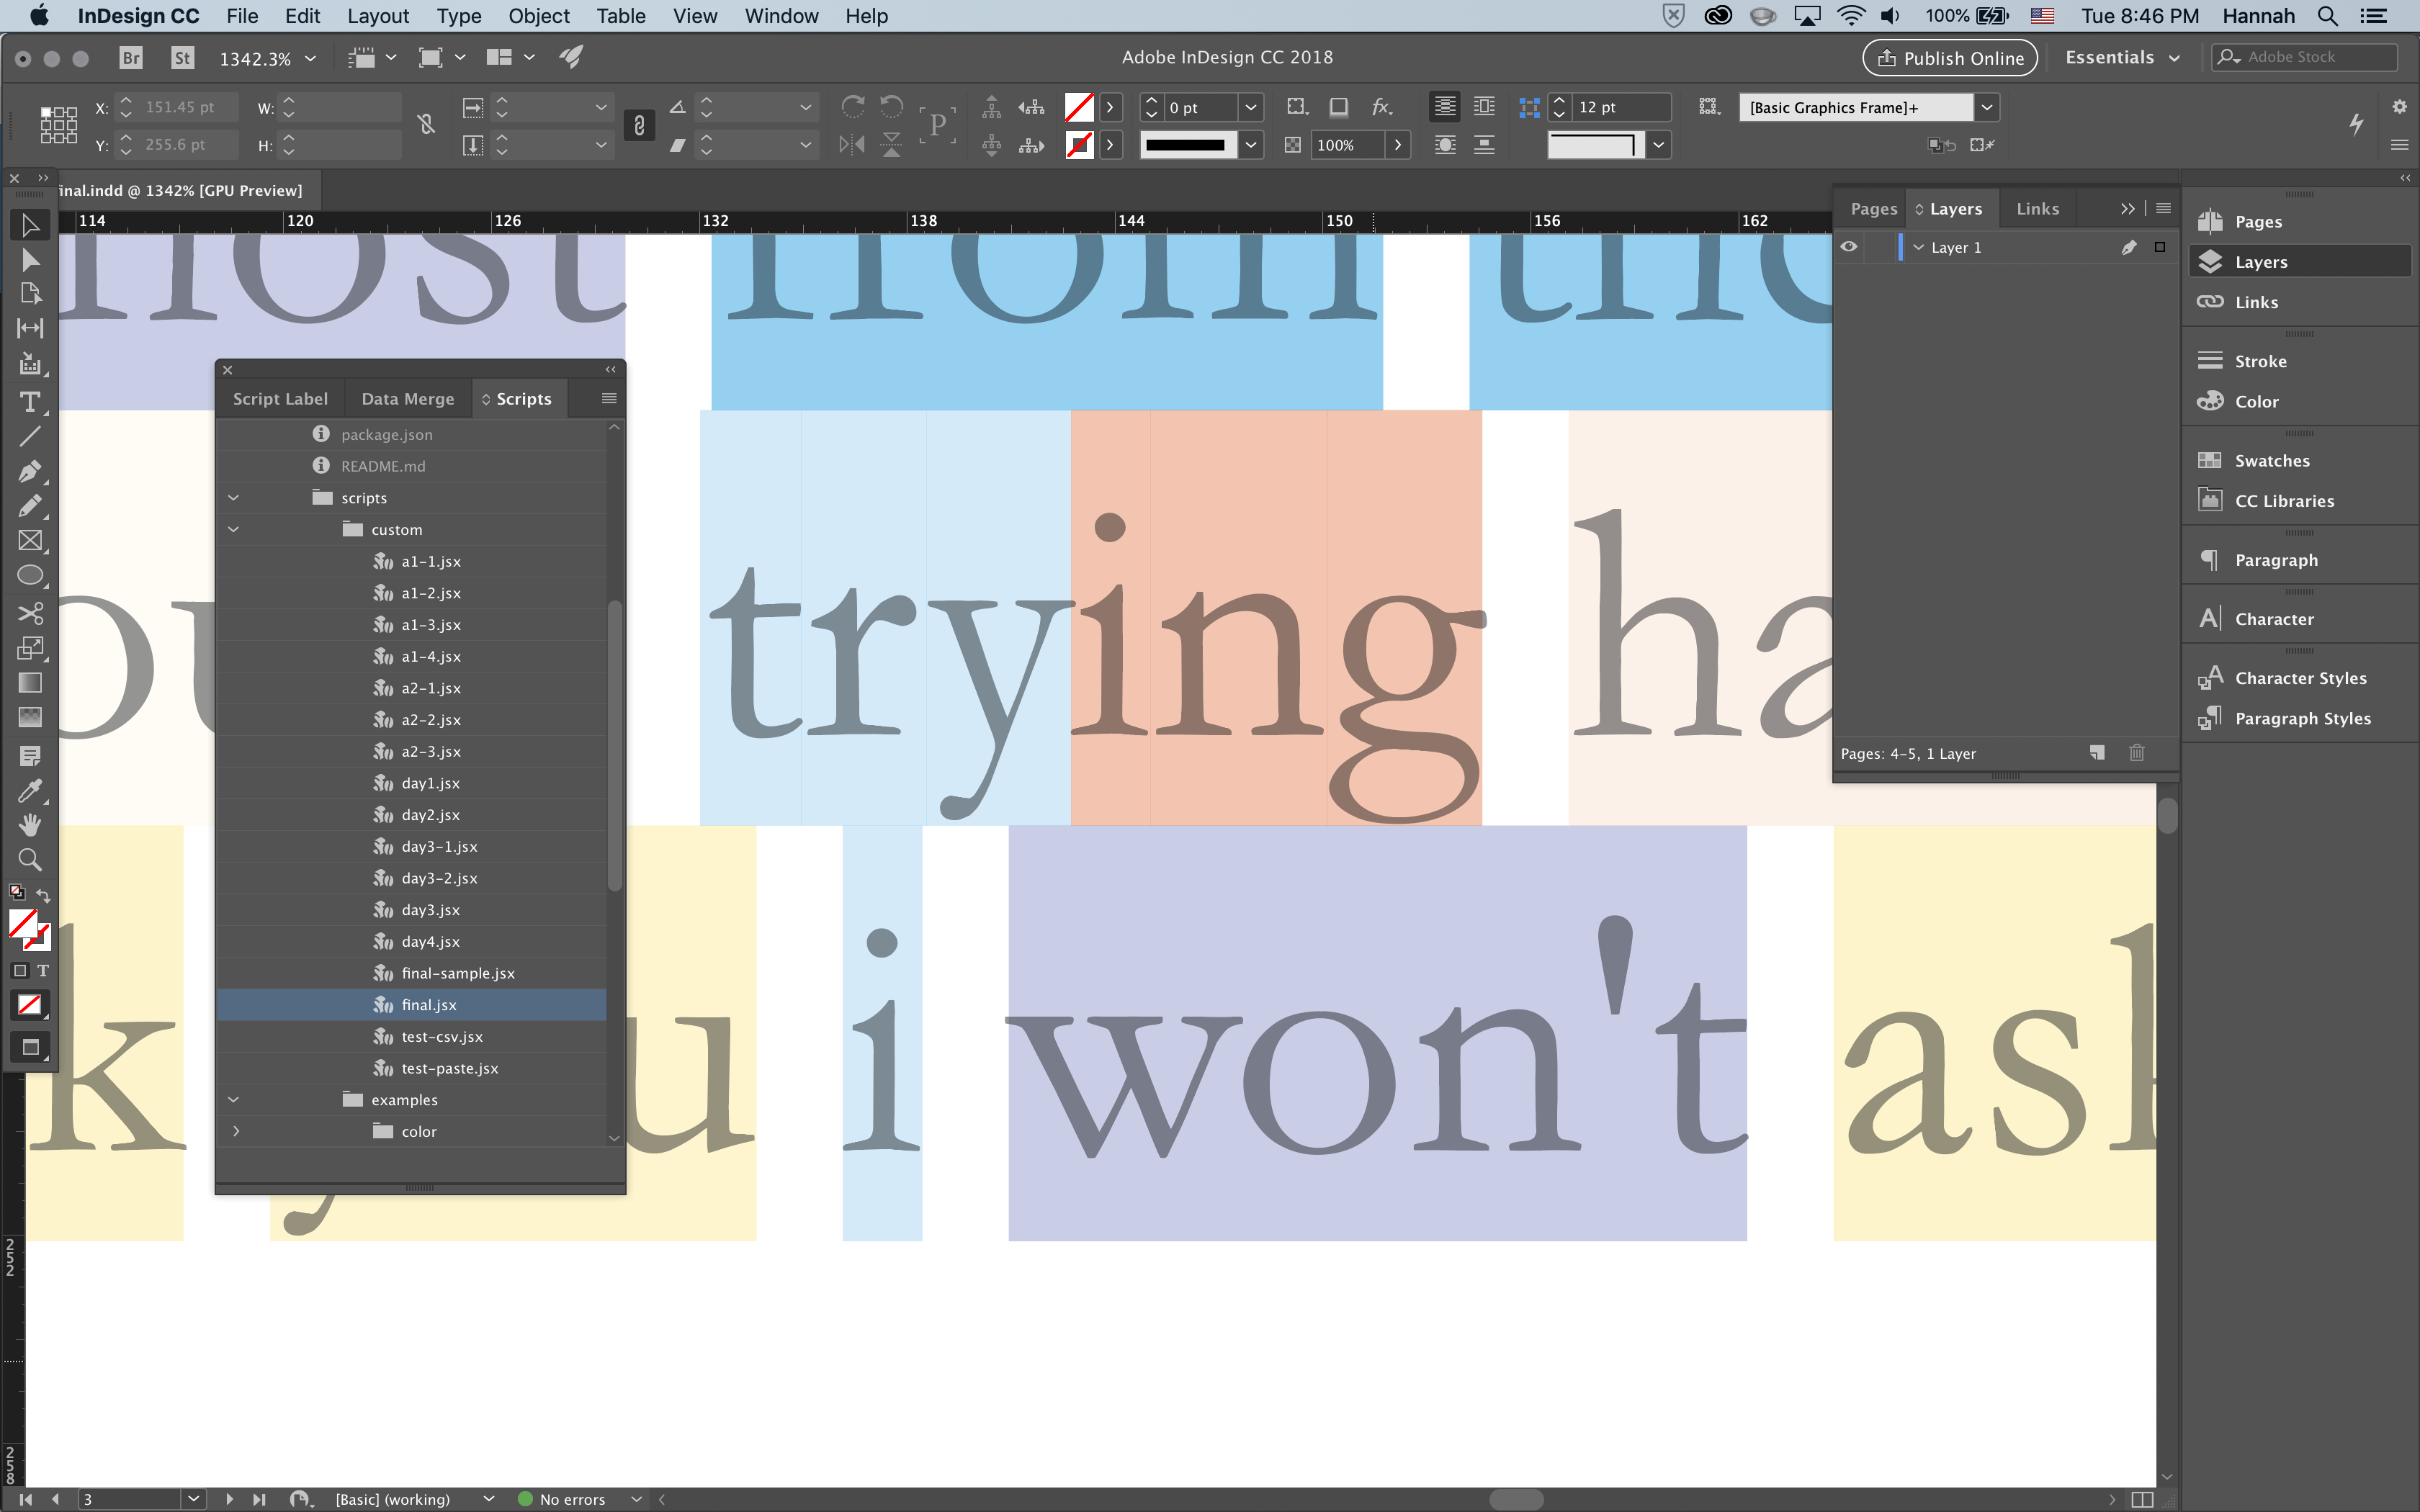 InDesign CC File Edit Layout Type Object Table View Window Help 100% Tue 8:46 PM Hannah
Br St 1342.3% Adobe InDesign CC 2018 Publish Online Essentials Adobe Stock
X: 151.45 pt W: 0 pt 12 pt [Basic Graphics Frame]+
Y: 255.6 pt H: 100%
final.indd @ 1342% [GPU Preview]
114 120 126 132 138 144 150 156 162
Pages Layers Links
Layer 1
Pages: 4-5, 1 Layer
Pages
Layers
Links
Stroke
Color
Swatches
CC Libraries
Paragraph
Character
Character Styles
Paragraph Styles
Script Label Data Merge Scripts
package.json
README.md
scripts
custom
a1-1.jsx
a1-2.jsx
a1-3.jsx
a1-4.jsx
a2-1.jsx
a2-2.jsx
a2-3.jsx
day1.jsx
day2.jsx
day3-1.jsx
day3-2.jsx
day3.jsx
day4.jsx
final-sample.jsx
final.jsx
test-csv.jsx
test-paste.jsx
examples
color
from
trying ha
k you i won't ask
252
258
3 [Basic] (working) No errors